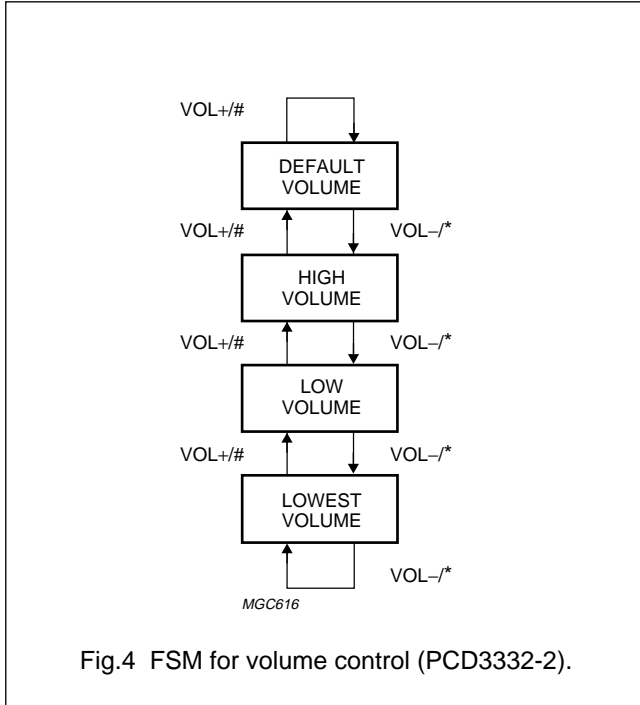 VOL+/#
DEFAULT
VOLUME
VOL+/# VOL–/*
HIGH
VOLUME
VOL+/# VOL–/*
LOW
VOLUME
VOL+/# VOL–/*
LOWEST
VOLUME
VOL–/*
MGC616
Fig.4 FSM for volume control (PCD3332-2).